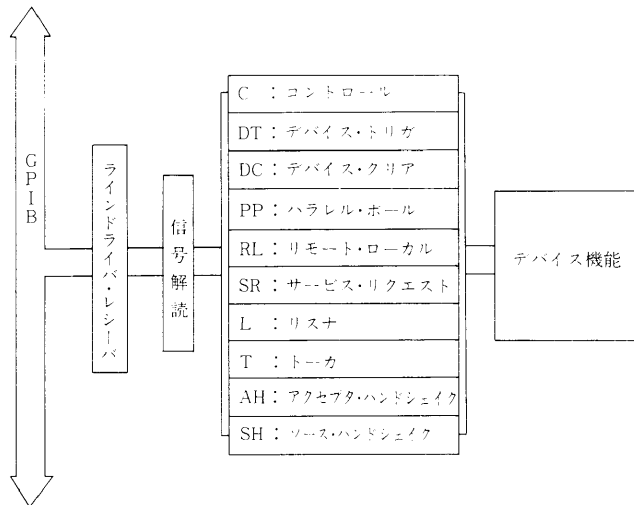 GPIB
ラインドライバ・レシーバ
信号解読
C：コントロール
DT：デバイス・トリガ
DC：デバイス・クリア
PP：ハラレル・ポール
RL：リモート・ローカル
SR：サービス・リクエスト
L：リスナ
T：トーカ
AH：アクセプタ・ハンドシェイク
SH：ソース・ハンドシェイク
デバイス機能